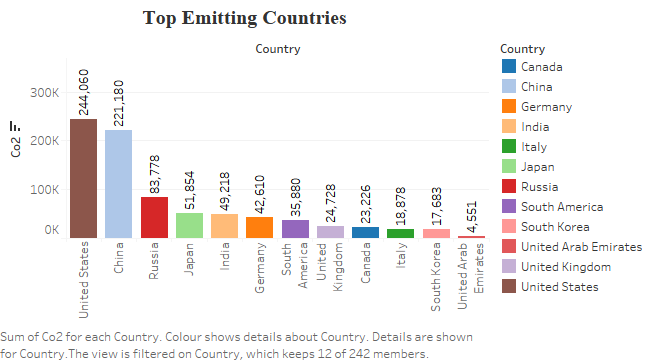 Top Emitting Countries
Country
Country
Co2
300K
200K
100K
0K
244,060
221,180
83,778
51,854
49,218
42,610
35,880
24,728
23,226
18,878
17,683
4,551
United States
China
Russia
Japan
India
Germany
South
America
United
Kingdom
Canada
Italy
South Korea
United Arab
Emirates
Canada
China
Germany
India
Italy
Japan
Russia
South America
South Korea
United Arab Emirates
United Kingdom
United States
Sum of Co2 for each Country. Colour shows details about Country. Details are shown
for Country.The view is filtered on Country, which keeps 12 of 242 members.